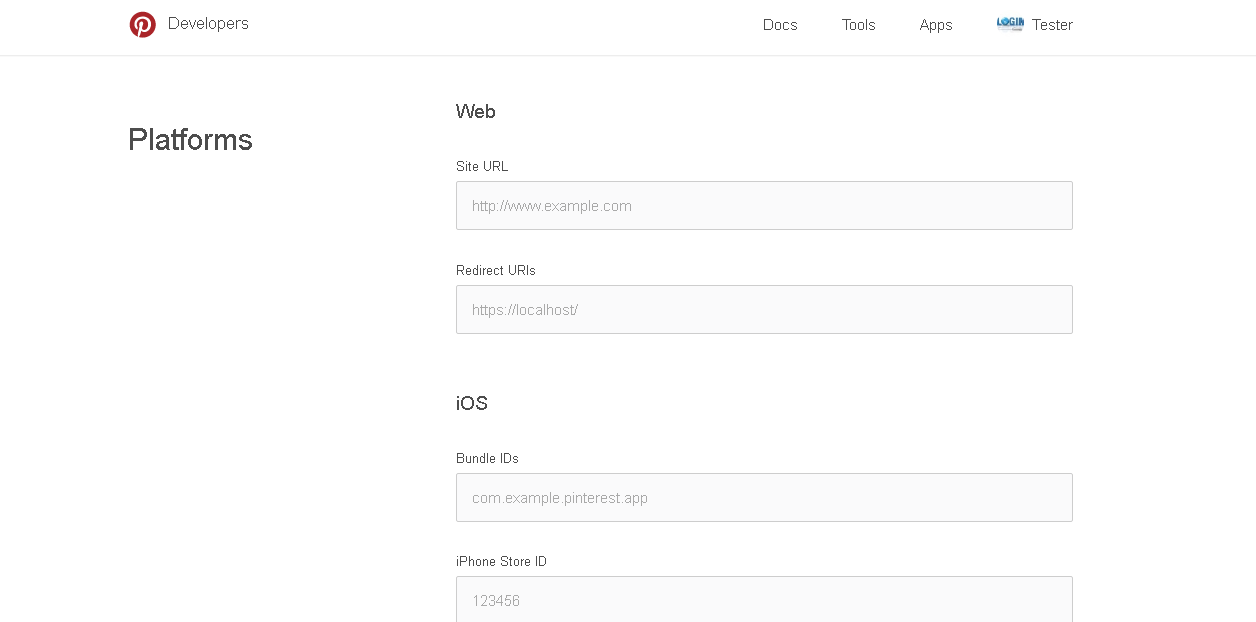 Developers
Docs
Tools
Apps
LOGIN
Tester
Platforms
Web
Site URL
http://www.example.com
Redirect URIs
https://localhost/
iOS
Bundle IDs
com.example.pinterest.app
iPhone Store ID
123456